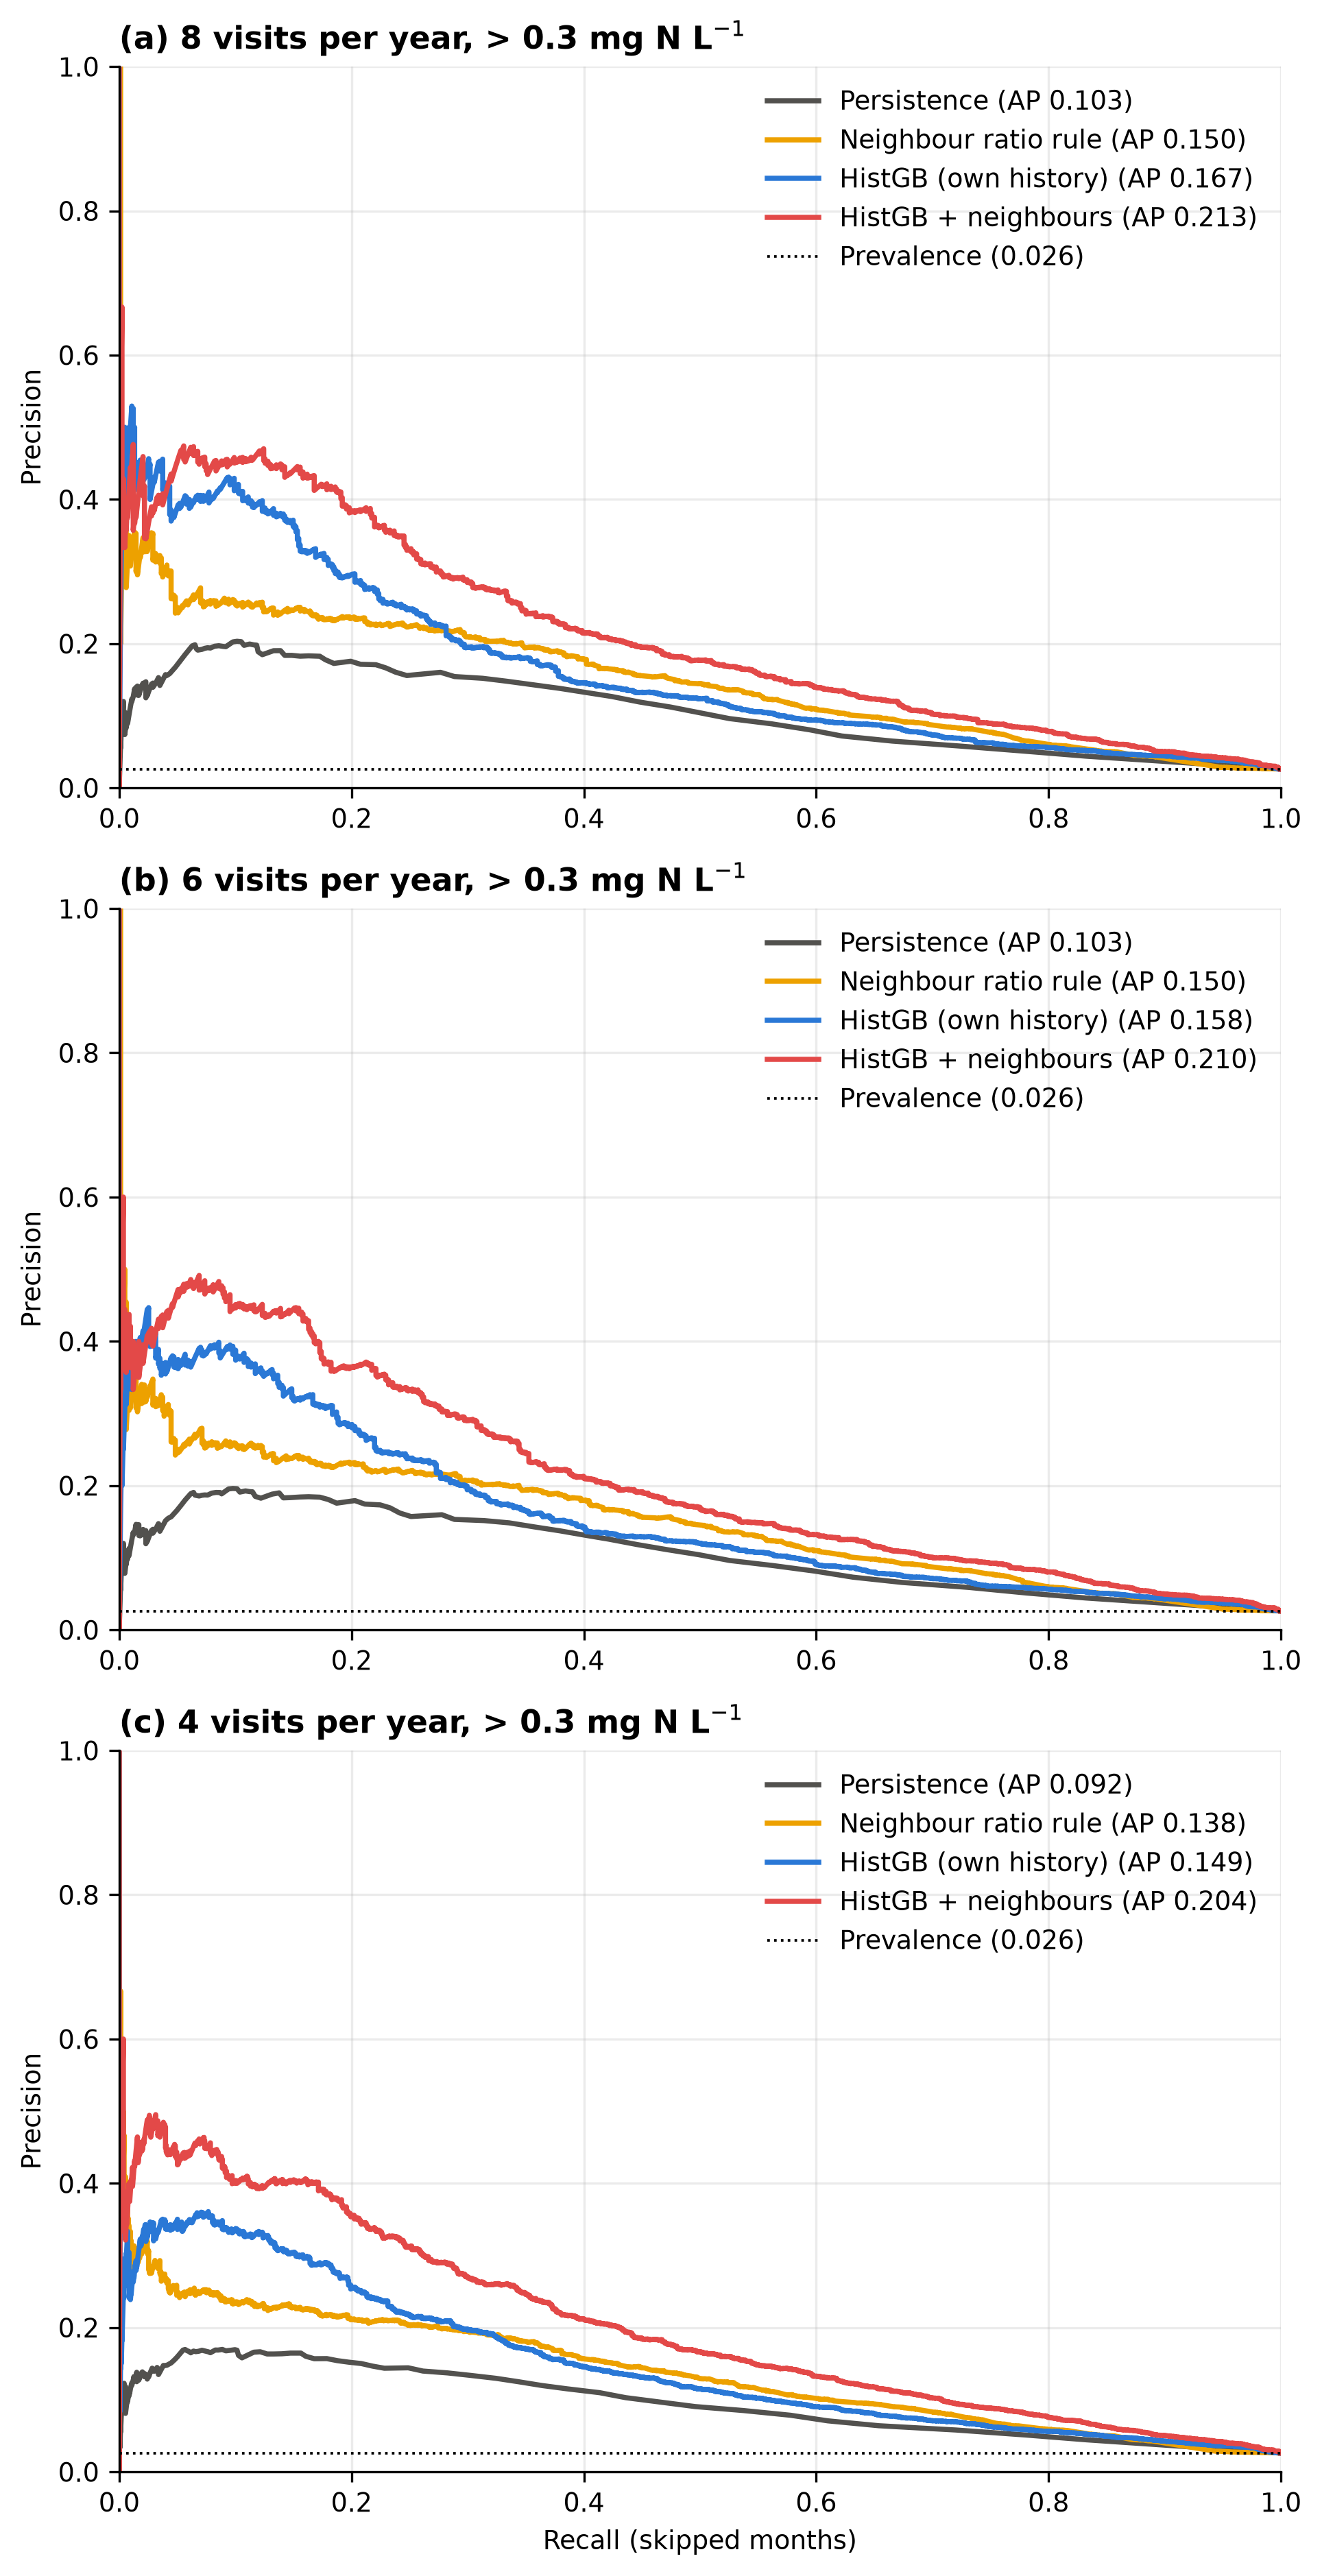 (a) 8 visits per year, > 0.3 mg N L⁻¹
1.0
0.8
0.6
0.4
0.2
0.0
Precision
Persistence (AP 0.103)
Neighbour ratio rule (AP 0.150)
HistGB (own history) (AP 0.167)
HistGB + neighbours (AP 0.213)
Prevalence (0.026)
0.0 0.2 0.4 0.6 0.8 1.0
(b) 6 visits per year, > 0.3 mg N L⁻¹
1.0
0.8
0.6
0.4
0.2
0.0
Precision
Persistence (AP 0.103)
Neighbour ratio rule (AP 0.150)
HistGB (own history) (AP 0.158)
HistGB + neighbours (AP 0.210)
Prevalence (0.026)
0.0 0.2 0.4 0.6 0.8 1.0
(c) 4 visits per year, > 0.3 mg N L⁻¹
1.0
0.8
0.6
0.4
0.2
0.0
Precision
Persistence (AP 0.092)
Neighbour ratio rule (AP 0.138)
HistGB (own history) (AP 0.149)
HistGB + neighbours (AP 0.204)
Prevalence (0.026)
0.0 0.2 0.4 0.6 0.8 1.0
Recall (skipped months)